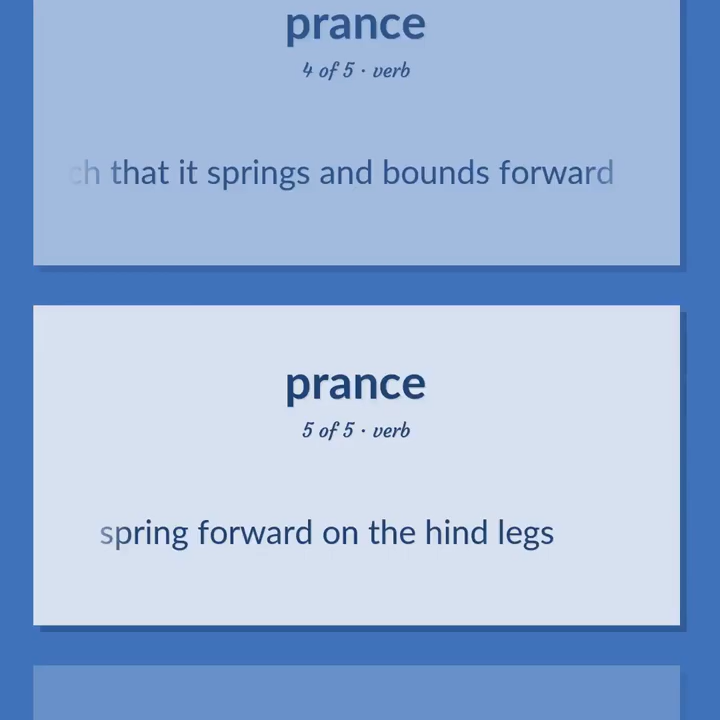 prance
4 of 5 · verb
that it springs and bounds forward
prance
5 of 5 · verb
spring forward on the hind legs